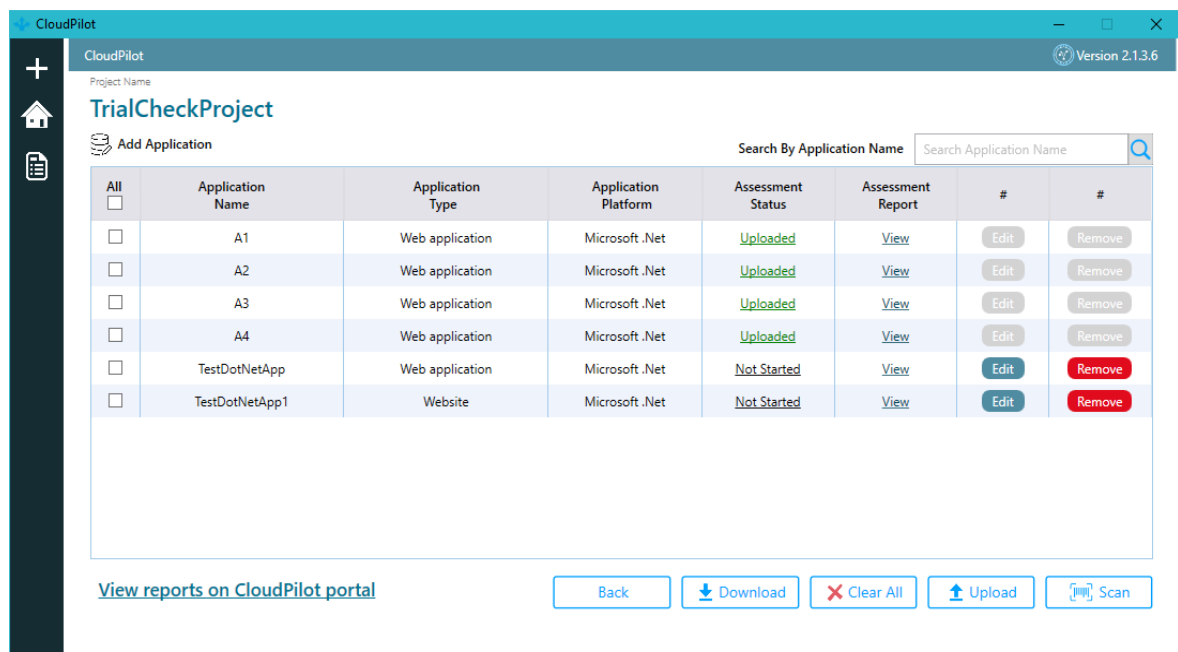 CloudPilot
CloudPilot
Version 2.1.3.6
Project Name
TrialCheckProject
Add Application
Search By Application Name
Search Application Name
All Application Name Application Type Application Platform Assessment Status Assessment Report # #
A1 Web application Microsoft .Net Uploaded View Edit Remove
A2 Web application Microsoft .Net Uploaded View Edit Remove
A3 Web application Microsoft .Net Uploaded View Edit Remove
A4 Web application Microsoft .Net Uploaded View Edit Remove
TestDotNetApp Web application Microsoft .Net Not Started View Edit Remove
TestDotNetApp1 Website Microsoft .Net Not Started View Edit Remove
View reports on CloudPilot portal
Back Download Clear All Upload Scan